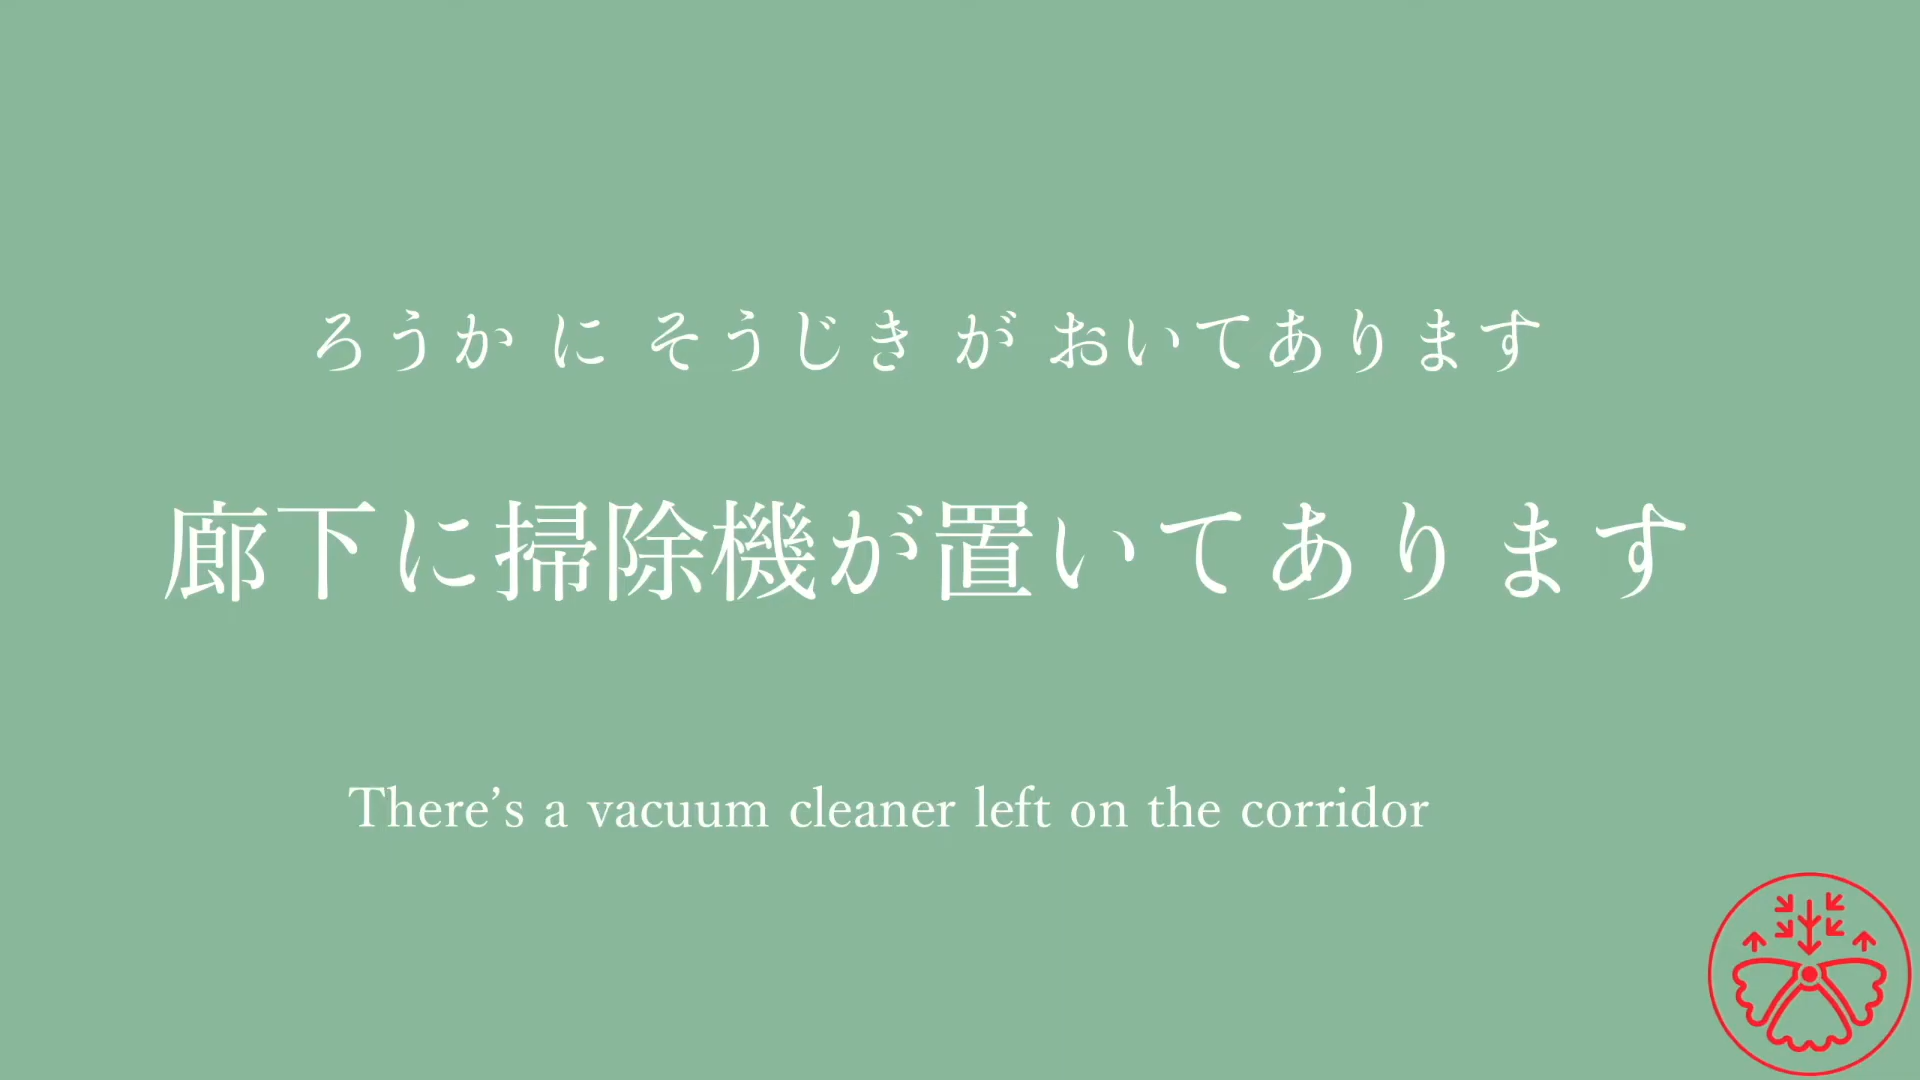 ろうか に そうじき が おいてあります
廊下に掃除機が置いてあります
There’s a vacuum cleaner left on the corridor